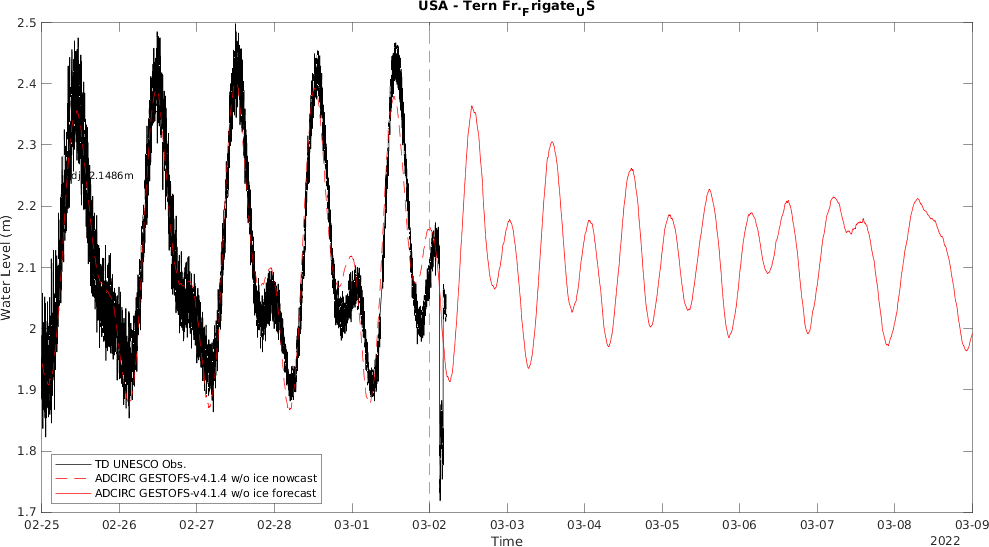 USA - Tern Fr.FrigateUS
2.5
2.4
2.3
2.2
2.1
2
1.9
1.8
1.7
Water Level (m)
2.1486m
TD UNESCO Obs.
ADCIRC GESTOFS-v4.1.4 w/o ice nowcast
ADCIRC GESTOFS-v4.1.4 w/o ice forecast
02-25 02-26 02-27 02-28 03-01 03-02 03-03 03-04 03-05 03-06 03-07 03-08 03-09
Time
2022